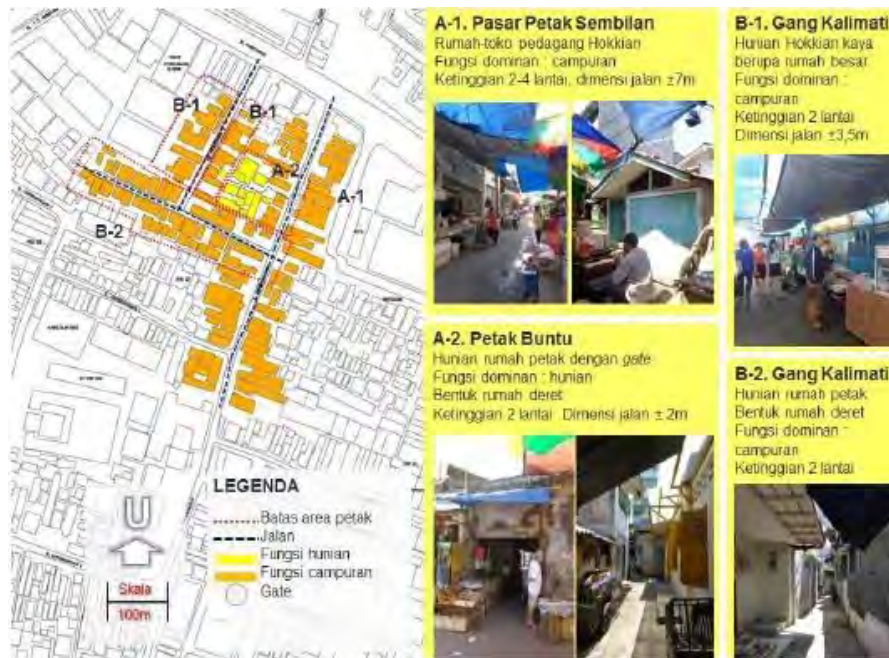 A-1. Pasar Petak Sembilan
Rumah-toko pedagang Hokkian
Fungsi dominan : campuran
Ketinggian 2-4 lantai, dimensi jalan ±7m
B-1. Gang Kalimati
Hunian Hokkian kaya
berupa rumah besar
Fungsi dominan :
campuran
Ketinggian 2 lantai
Dimensi jalan ±3,5m
B-1
B-1
A-2
A-1
B-2
A-2. Petak Buntu
Hunian rumah petak dengan gate
Fungsi dominan : hunian
Bentuk rumah deret
Ketinggian 2 lantai Dimensi jalan ± 2m
B-2. Gang Kalimati
Hunian rumah petak
Bentuk rumah deret
Fungsi dominan :
campuran
Ketinggian 2 lantai
LEGENDA
Batas area petak
Jalan
Fungsi hunian
Fungsi campuran
Gate
U
Skala
100m